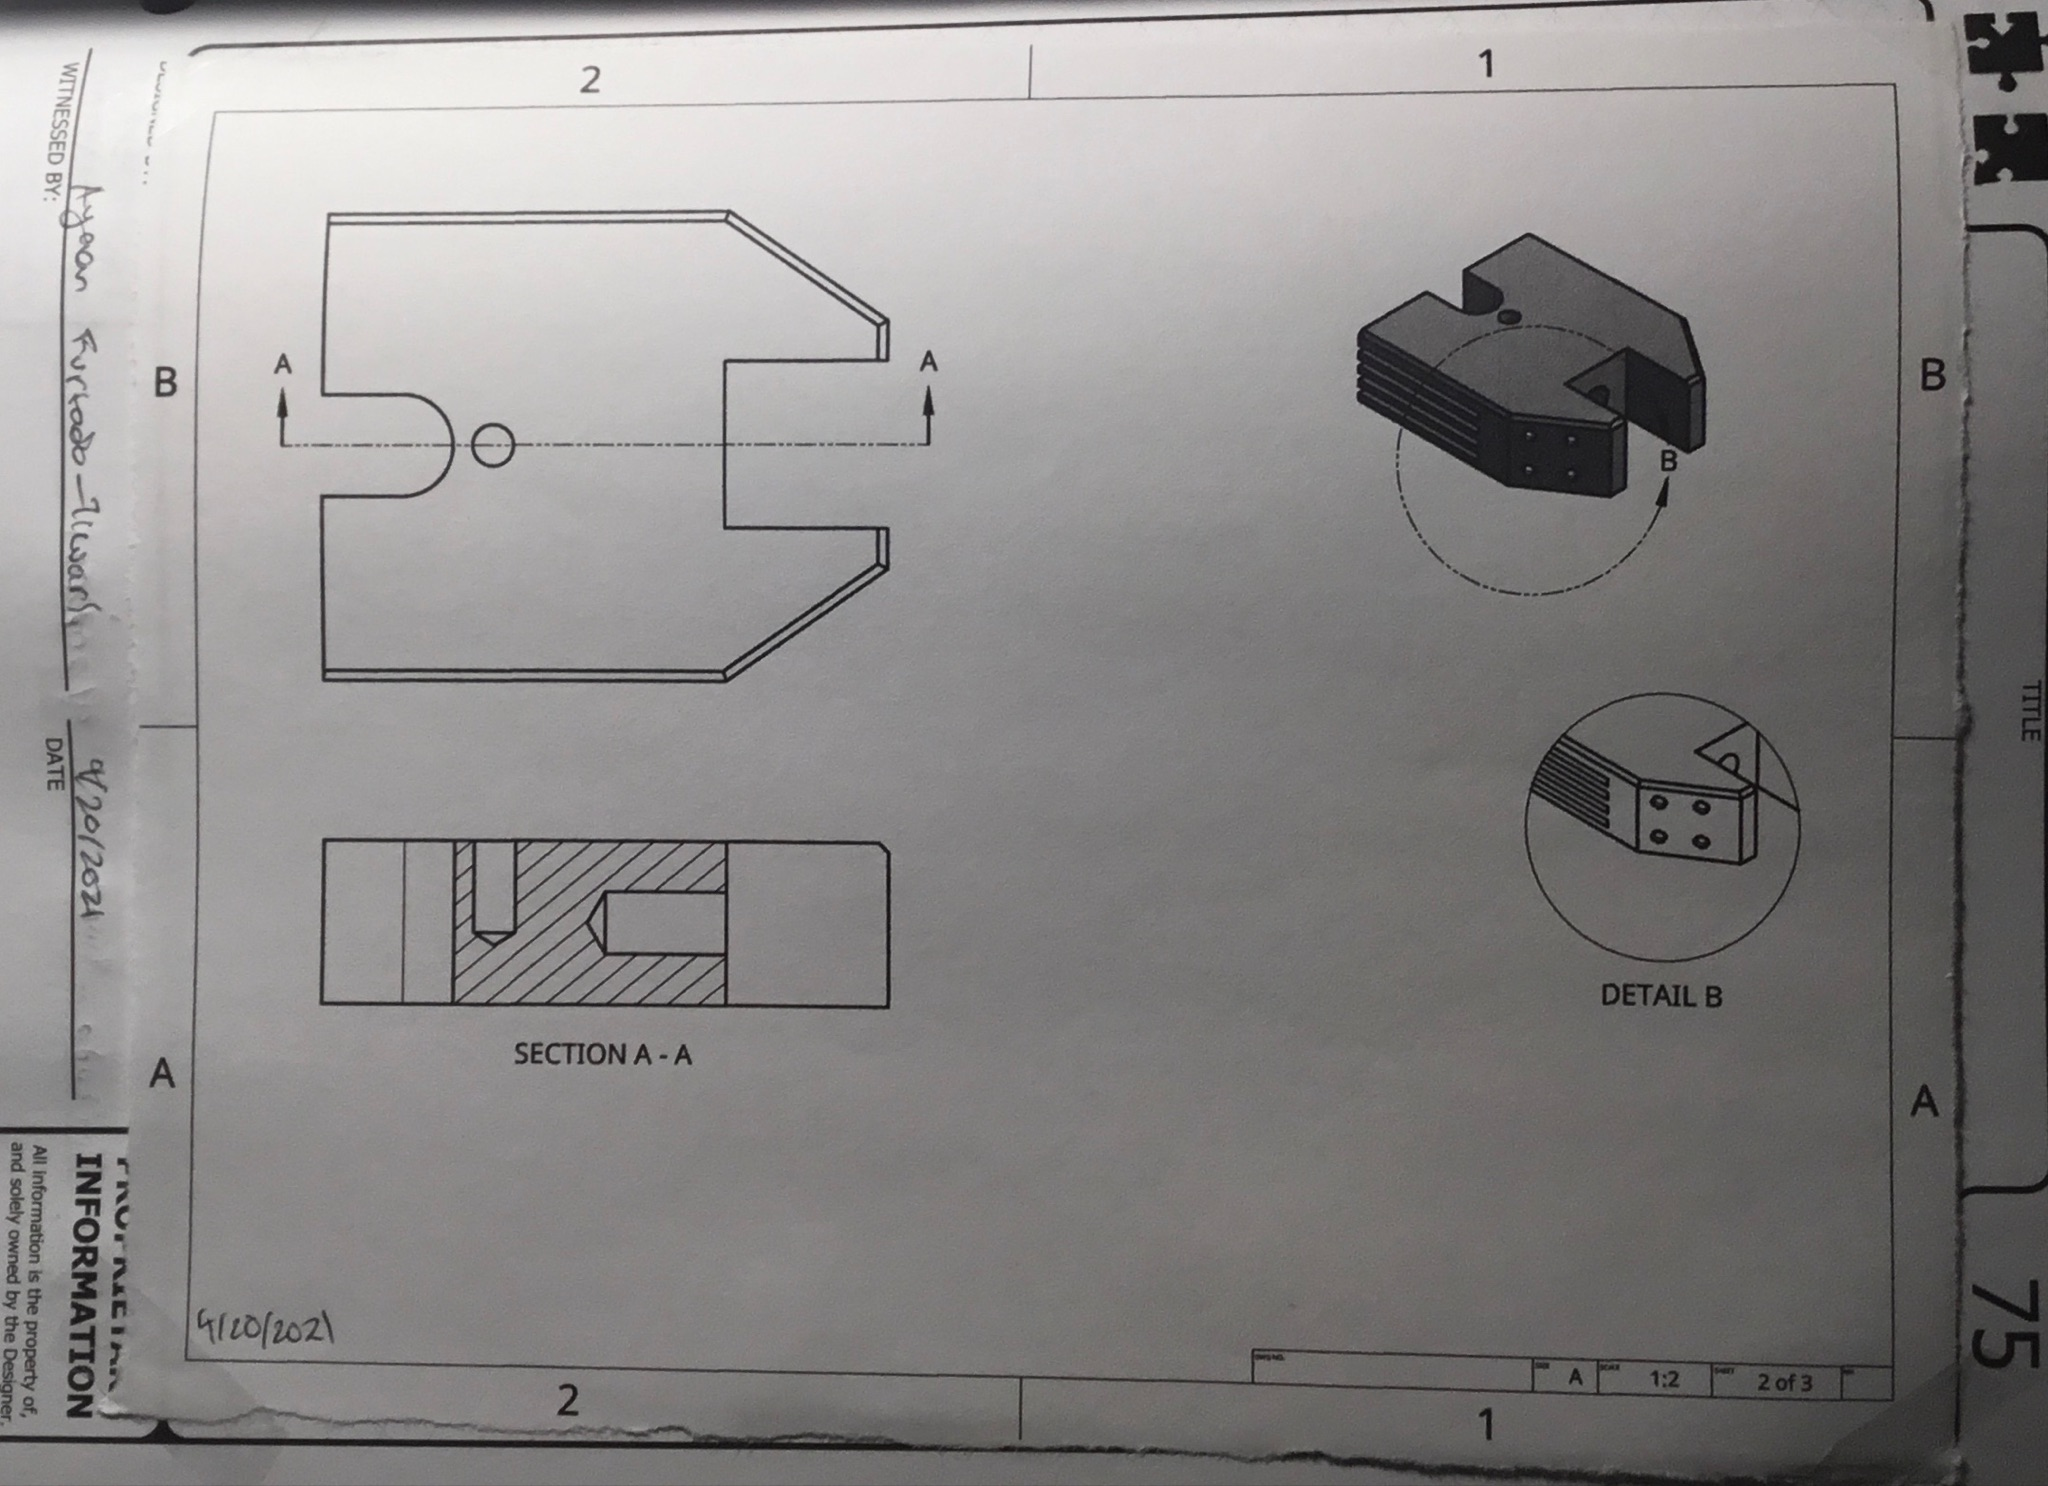 2
1
B
B
A
A
B
SECTION A - A
DETAIL B
A
A
4/20/2021
A
1:2
2 of 3
2
1
WITNESSED BY:
Ayaan
DATE
4/20/2021
INFORMATION
All information is the property of,
and solely owned by the Designer.
TITLE
75